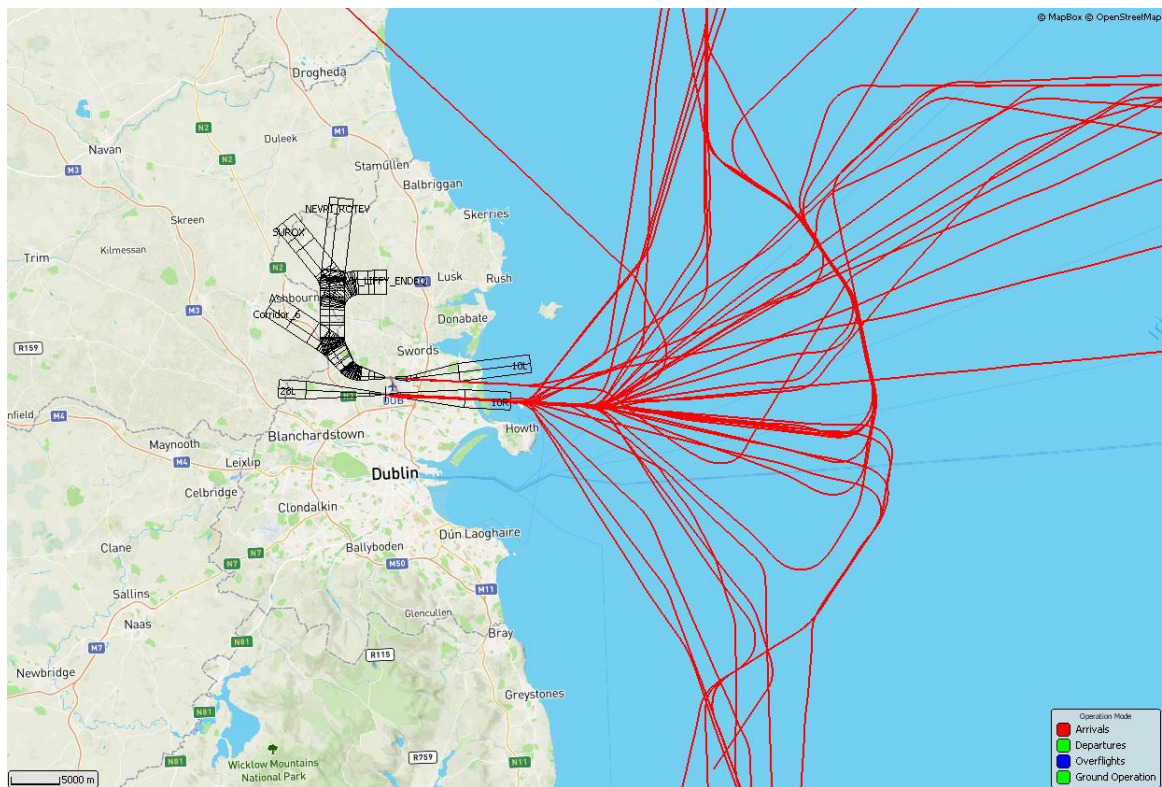 © MapBox © OpenStreetMap
Drogheda
N2
M1
Duleek
Navan
N2
M3
Stamullen
Balbriggan
NEVRI_ROTEV
Skerries
Skreen
SUROX
Kilmessan
Trim
N2
Lusk
Rush
LIFFY_ENDEQ
Ashbourne
Corridor_6
M3
Donabate
R159
Swords
10L
28L
10R
DUB
M4
Blanchardstown
Howth
Maynooth
M4
Leixlip
Dublin
Celbridge
Clondalkin
Dún Laoghaire
Clane
N7
Ballyboden
M50
N7
M11
Sallins
Glencullen
Naas
Bray
N81
M7
R115
Newbridge
N81
Greystones
N81
Wicklow Mountains
National Park
R759
N11
M81
5000 m
Operation Mode
Arrivals
Departures
Overflights
Ground Operation